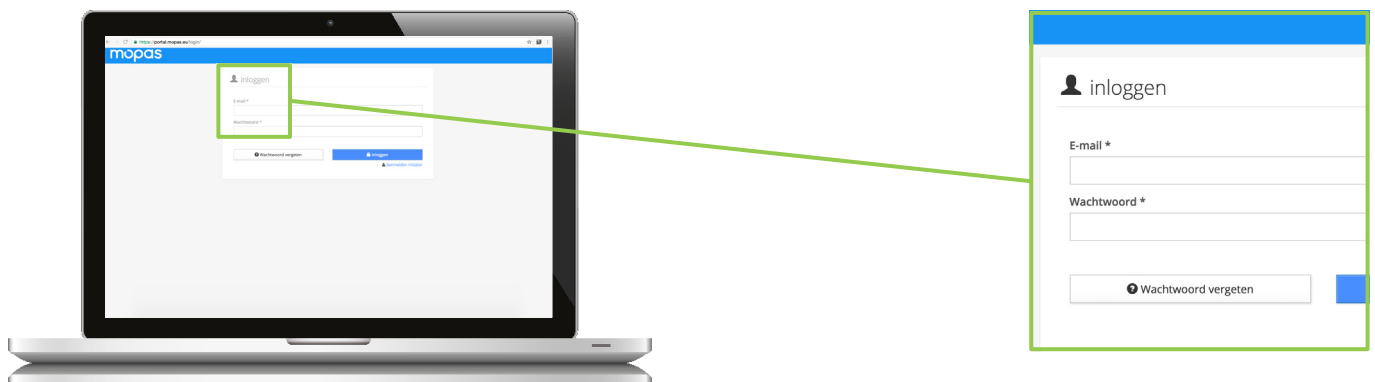 https://portal.mopas.eu/login/
mopas
inloggen
E-mail *
Wachtwoord *
Wachtwoord vergeten
inloggen
inloggen
E-mail *
Wachtwoord *
Wachtwoord vergeten